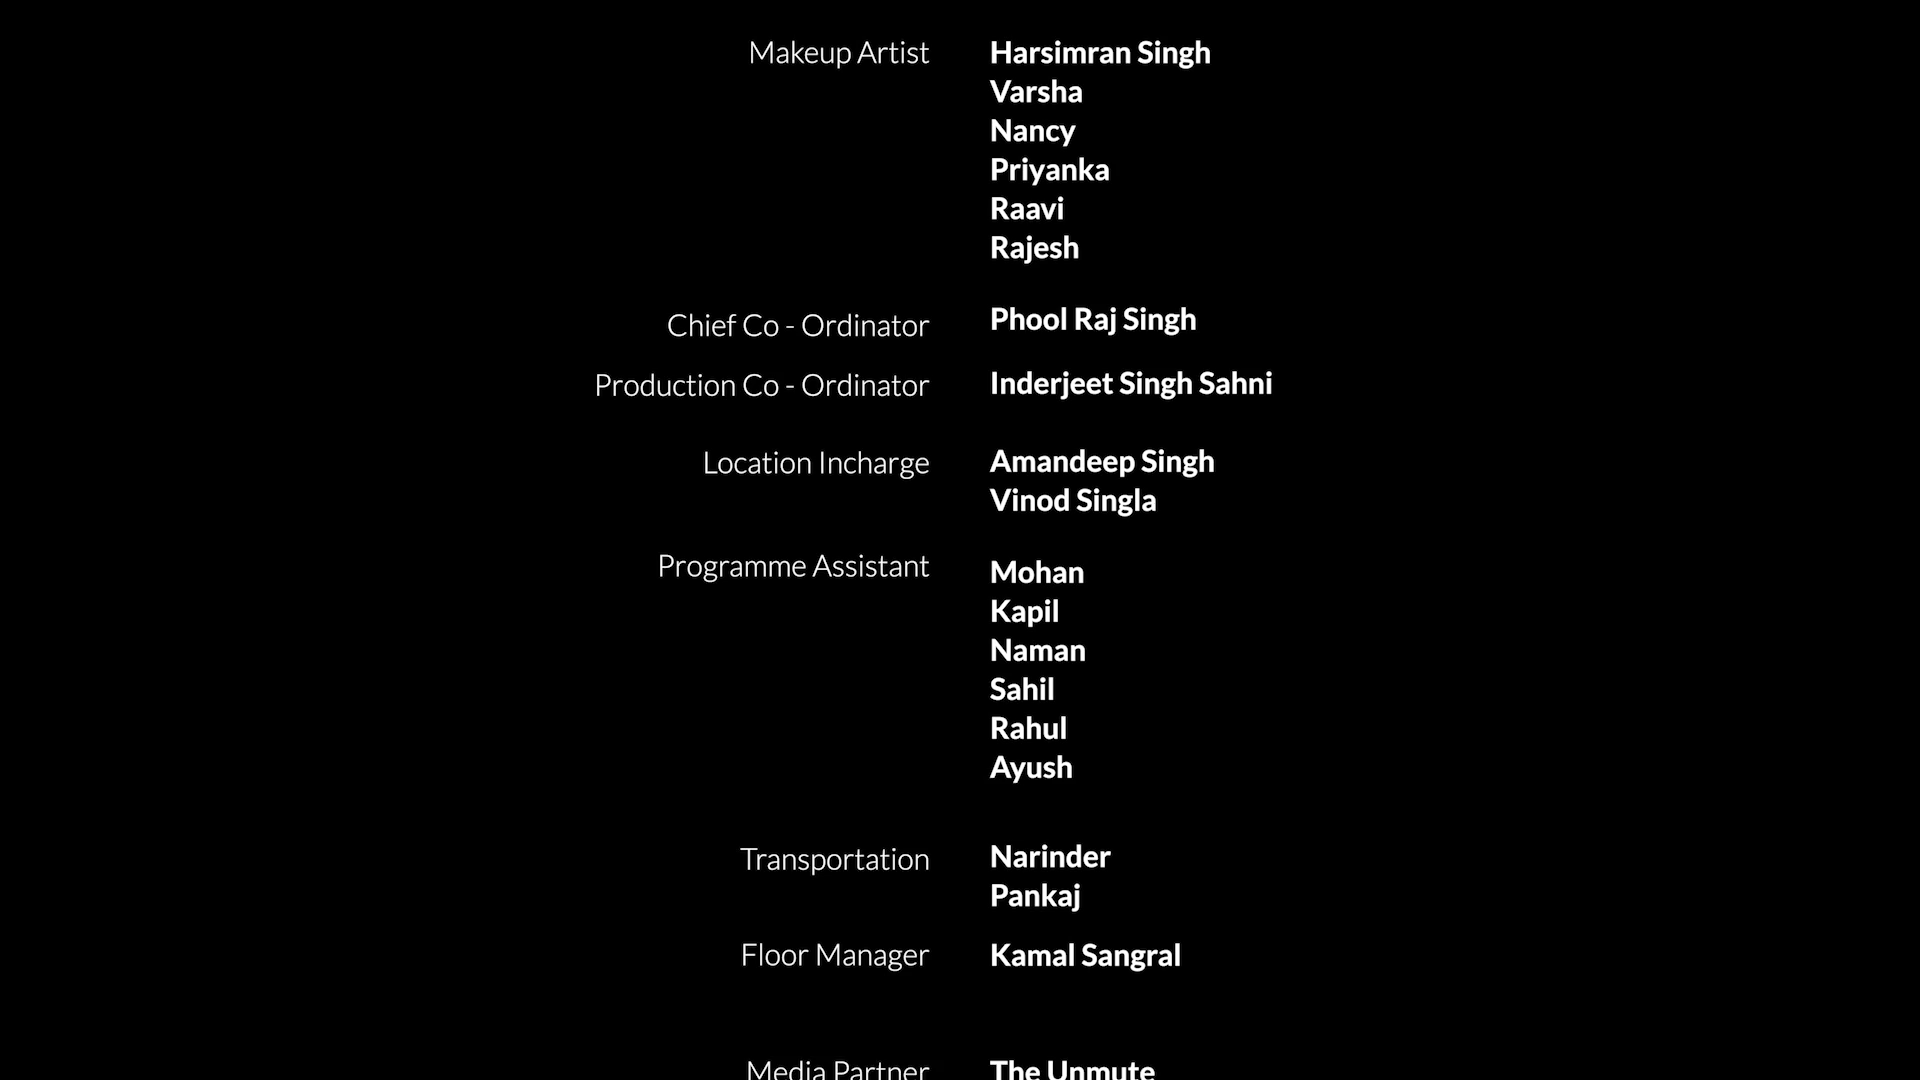 Makeup Artist Harsimran Singh
Varsha
Nancy
Priyanka
Raavi
Rajesh
Chief Co - Ordinator Phool Raj Singh
Production Co - Ordinator Inderjeet Singh Sahni
Location Incharge Amandeep Singh
Vinod Singla
Programme Assistant Mohan
Kapil
Naman
Sahil
Rahul
Ayush
Transportation Narinder
Pankaj
Floor Manager Kamal Sangral
Media Partner The Unmute